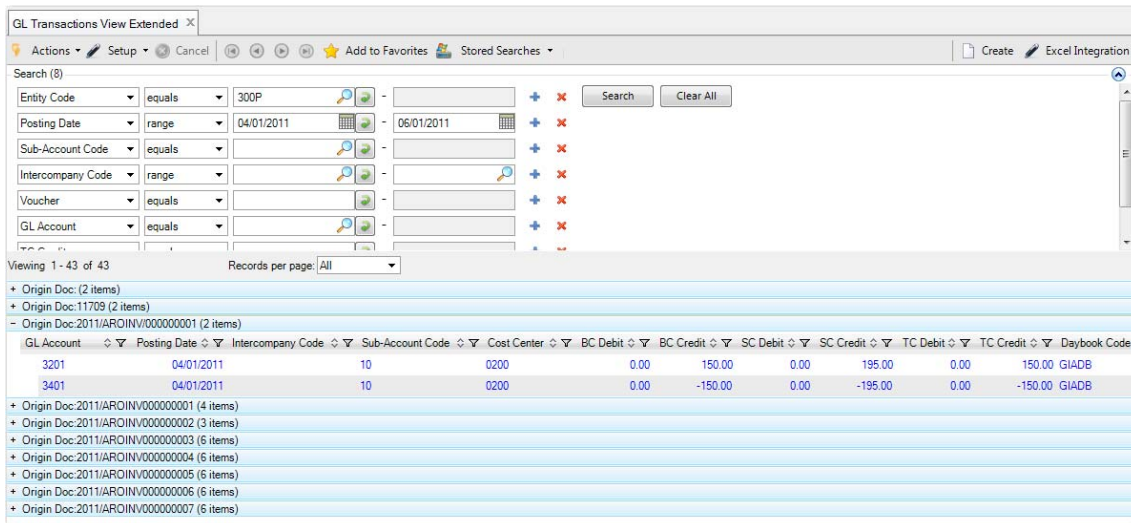 GL Transactions View Extended X
Actions Setup Cancel Add to Favorites Stored Searches Create Excel Integration
Search (8)
Entity Code equals 300P - Search Clear All
Posting Date range 04/01/2011 - 06/01/2011
Sub-Account Code equals -
Intercompany Code range -
Voucher equals -
GL Account equals -
Viewing 1 - 43 of 43 Records per page: All
+ Origin Doc: (2 items)
+ Origin Doc:11709 (2 items)
− Origin Doc:2011/AROINV/000000001 (2 items)
GL Account Posting Date Intercompany Code Sub-Account Code Cost Center BC Debit BC Credit SC Debit SC Credit TC Debit TC Credit Daybook Code
3201 04/01/2011 10 0200 0.00 150.00 0.00 195.00 0.00 150.00 GIADB
3401 04/01/2011 10 0200 0.00 -150.00 0.00 -195.00 0.00 -150.00 GIADB
+ Origin Doc:2011/AROINV000000001 (4 items)
+ Origin Doc:2011/AROINV000000002 (3 items)
+ Origin Doc:2011/AROINV000000003 (6 items)
+ Origin Doc:2011/AROINV000000004 (6 items)
+ Origin Doc:2011/AROINV000000005 (6 items)
+ Origin Doc:2011/AROINV000000006 (6 items)
+ Origin Doc:2011/AROINV000000007 (6 items)